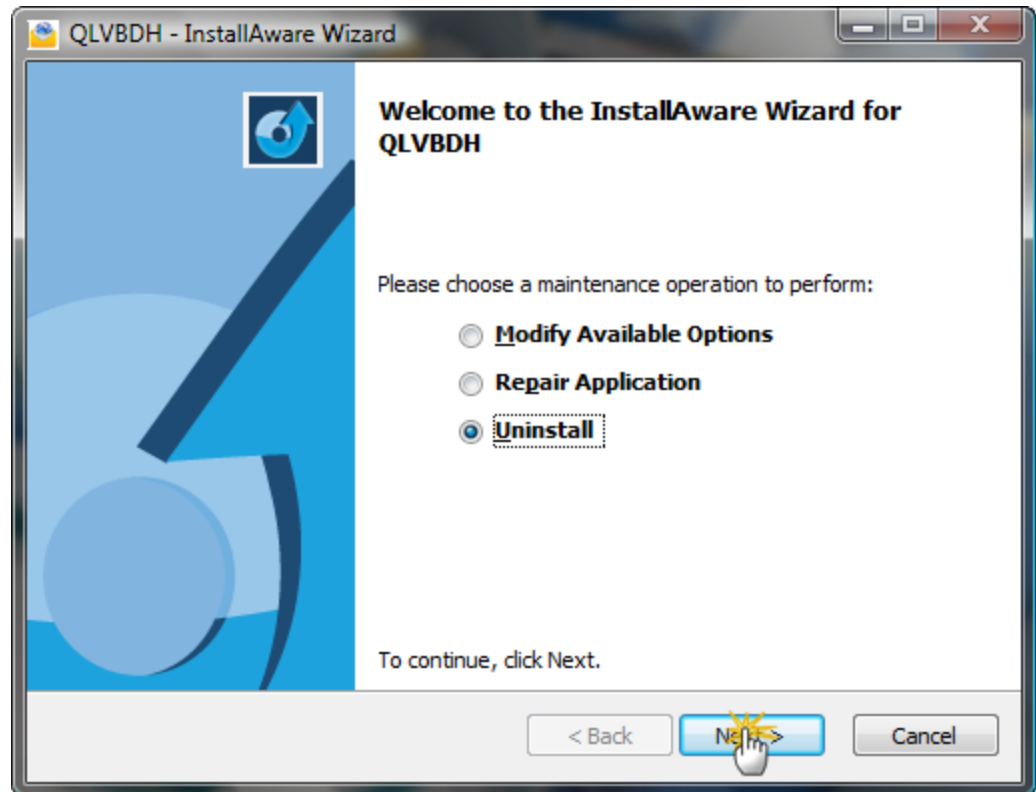 QLVBDH - InstallAware Wizard
Welcome to the InstallAware Wizard for
QLVBDH
Please choose a maintenance operation to perform:
Modify Available Options
Repair Application
Uninstall
To continue, click Next.
< Back
Next >
Cancel